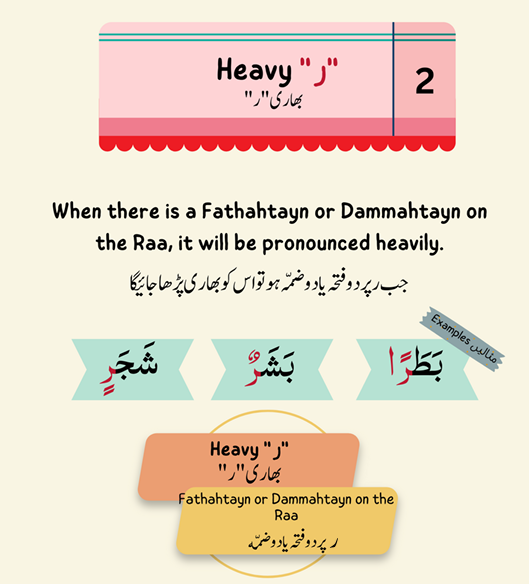 Heavy "ر"
بھاری"ر"
2
When there is a Fathahtayn or Dammahtayn on
the Raa, it will be pronounced heavily.
جب ر پر دو فتحہ یا دو ضمّہ ہو تو اس کو بھاری پڑھا جائیگا
Examples مثالیں
بَطَرًا
بَشَرٌ
شَجَرٍ
Heavy "ر"
بھاری"ر"
Fathahtayn or Dammahtayn on the
Raa
ر پر دو فتحہ یا دو ضمّہ